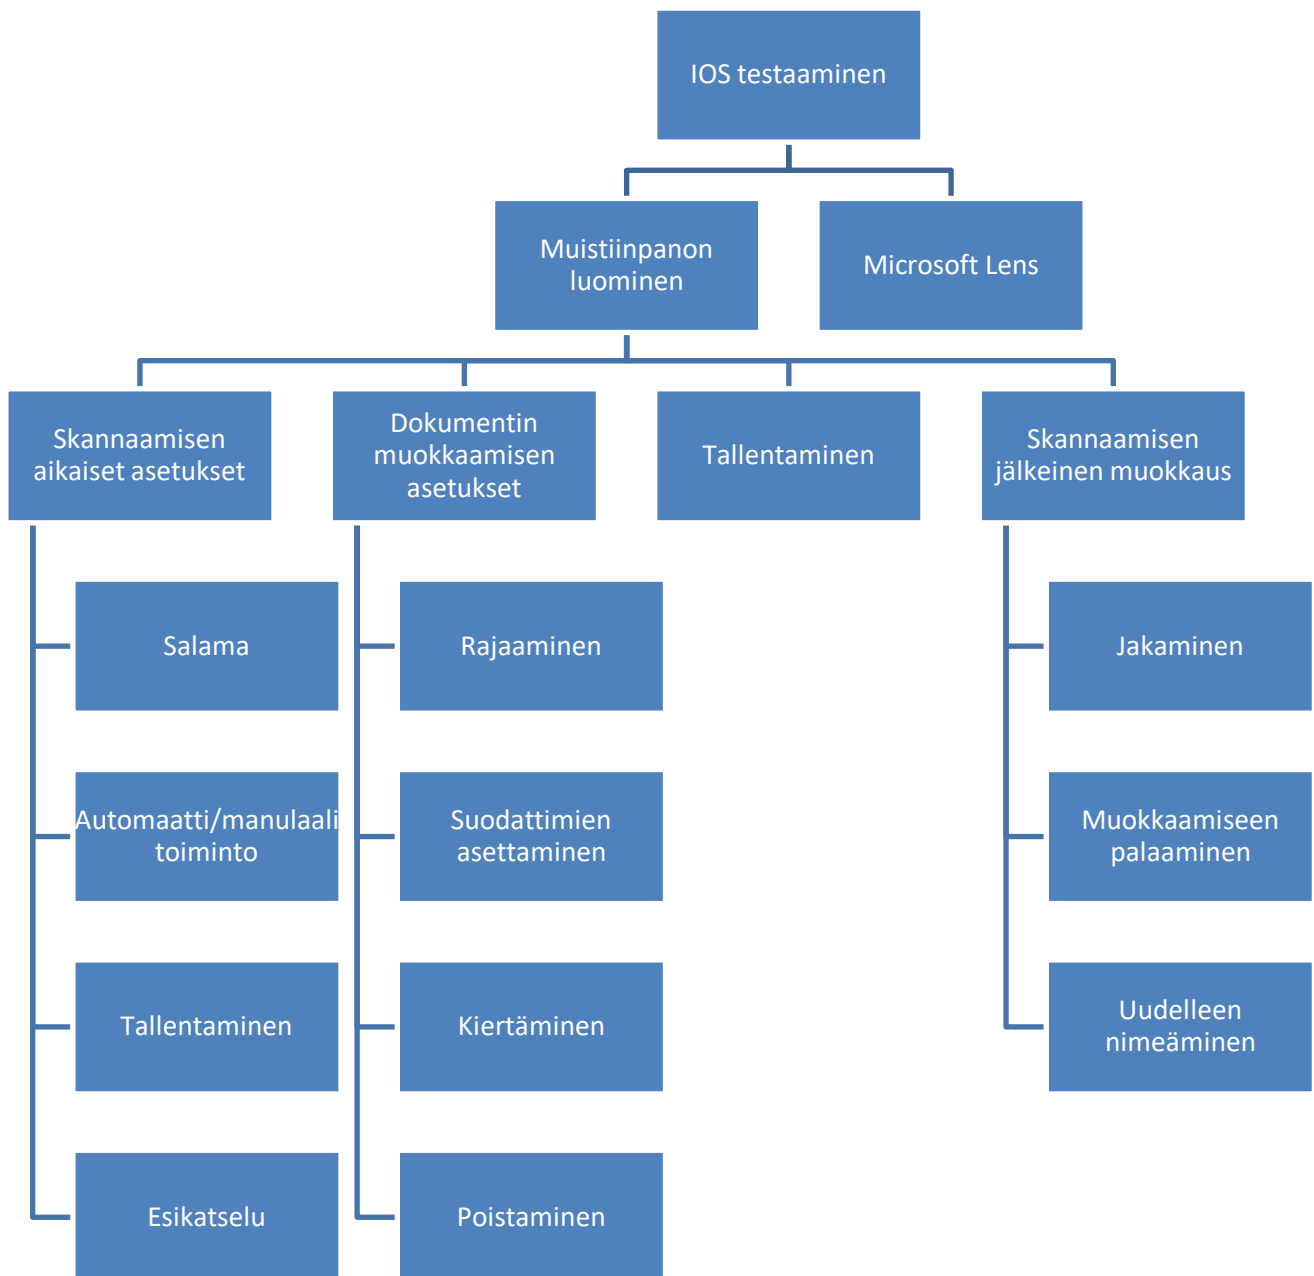 IOS testaaminen
Muistiinpanon
luominen
Microsoft Lens
Skannaamisen
aikaiset asetukset
Dokumentin
muokkaamisen
asetukset
Tallentaminen
Skannaamisen
jälkeinen muokkaus
Salama
Rajaaminen
Jakaminen
Automaatti/manulaali
toiminto
Suodattimien
asettaminen
Muokkaamiseen
palaaminen
Tallentaminen
Kiertäminen
Uudelleen
nimeäminen
Esikatselu
Poistaminen